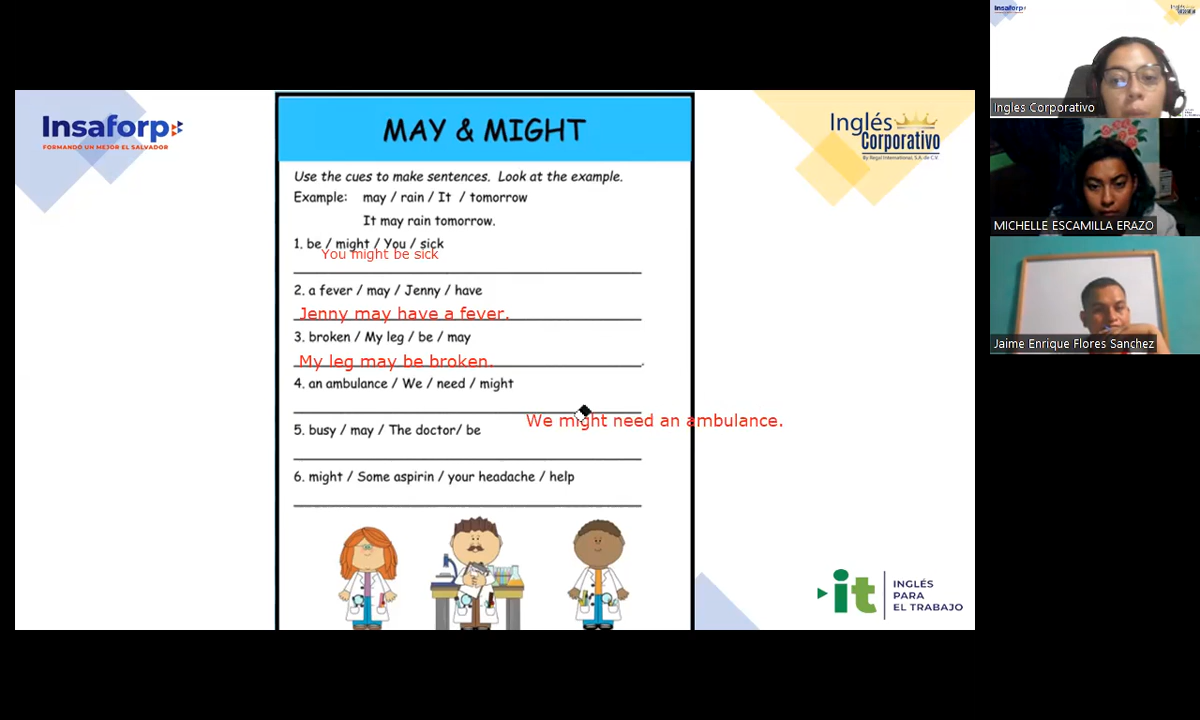 Insaforp
FORMANDO UN MEJOR EL SALVADOR
MAY & MIGHT
Inglés
Corporativo
By Regal International, S.A. de C.V.
Use the cues to make sentences. Look at the example.
Example: may / rain / It / tomorrow
It may rain tomorrow.
1. be / might / You / sick
You might be sick
2. a fever / may / Jenny / have
Jenny may have a fever.
3. broken / My leg / be / may
My leg may be broken.
4. an ambulance / We / need / might
We might need an ambulance.
5. busy / may / The doctor/ be
6. might / Some aspirin / your headache / help
it
INGLÉS
PARA
EL TRABAJO
Insaforp
Ingles Corporativo
MICHELLE ESCAMILLA ERAZO
Jaime Enrique Flores Sanchez